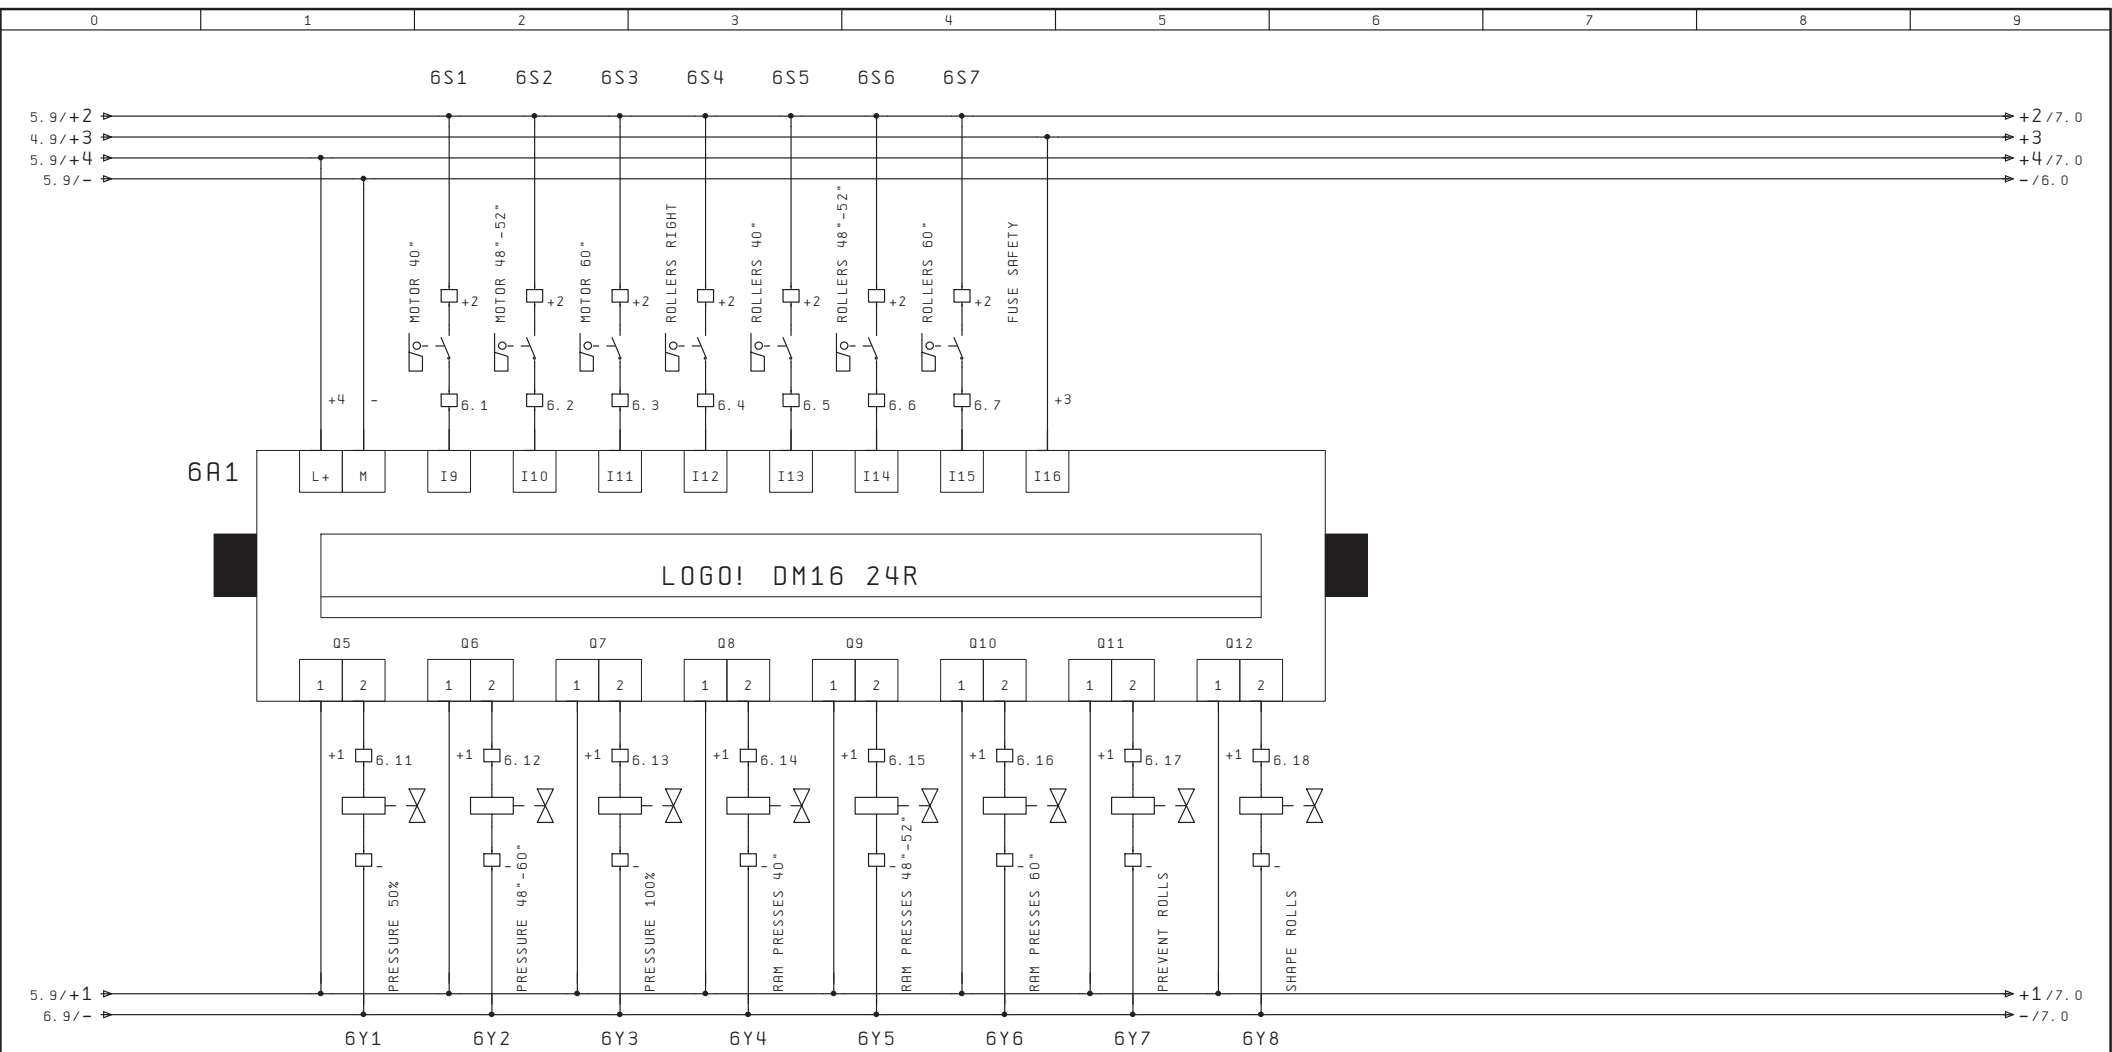 0 1 2 3 4 5 6 7 8 9
6S1 6S2 6S3 6S4 6S5 6S6 6S7
5.9/+2 +2/7.0
4.9/+3 +3
5.9/+4 +4/7.0
5.9/- -/6.0
MOTOR 40"
MOTOR 48"-52"
MOTOR 60"
ROLLERS RIGHT
ROLLERS 40"
ROLLERS 48"-52"
ROLLERS 60"
FUSE SAFETY
+2 +2 +2 +2 +2 +2 +2
+4 - 6.1 6.2 6.3 6.4 6.5 6.6 6.7 +3
6A1
L+ M I9 I10 I11 I12 I13 I14 I15 I16
LOGO! DM16 24R
Q5 Q6 Q7 Q8 Q9 Q10 Q11 Q12
1 2 1 2 1 2 1 2 1 2 1 2 1 2 1 2
+1 6.11 +1 6.12 +1 6.13 +1 6.14 +1 6.15 +1 6.16 +1 6.17 +1 6.18
- - - - - - - -
PRESSURE 50%
PRESSURE 48"-60"
PRESSURE 100%
RAM PRESSES 40"
RAM PRESSES 48"-52"
RAM PRESSES 60"
PREVENT ROLLS
SHAPE ROLLS
5.9/+1 +1/7.0
6.9/- -/7.0
6Y1 6Y2 6Y3 6Y4 6Y5 6Y6 6Y7 6Y8